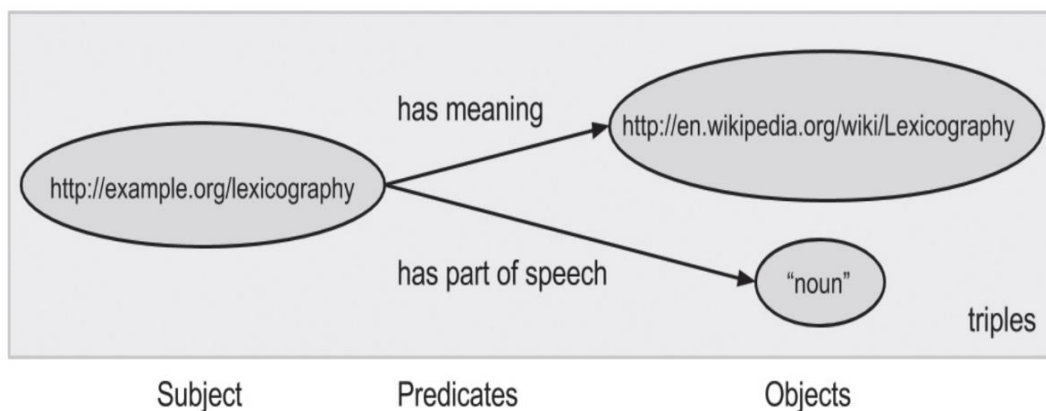 has meaning
http://en.wikipedia.org/wiki/Lexicography
http://example.org/lexicography
has part of speech
“noun”
triples
Subject Predicates Objects